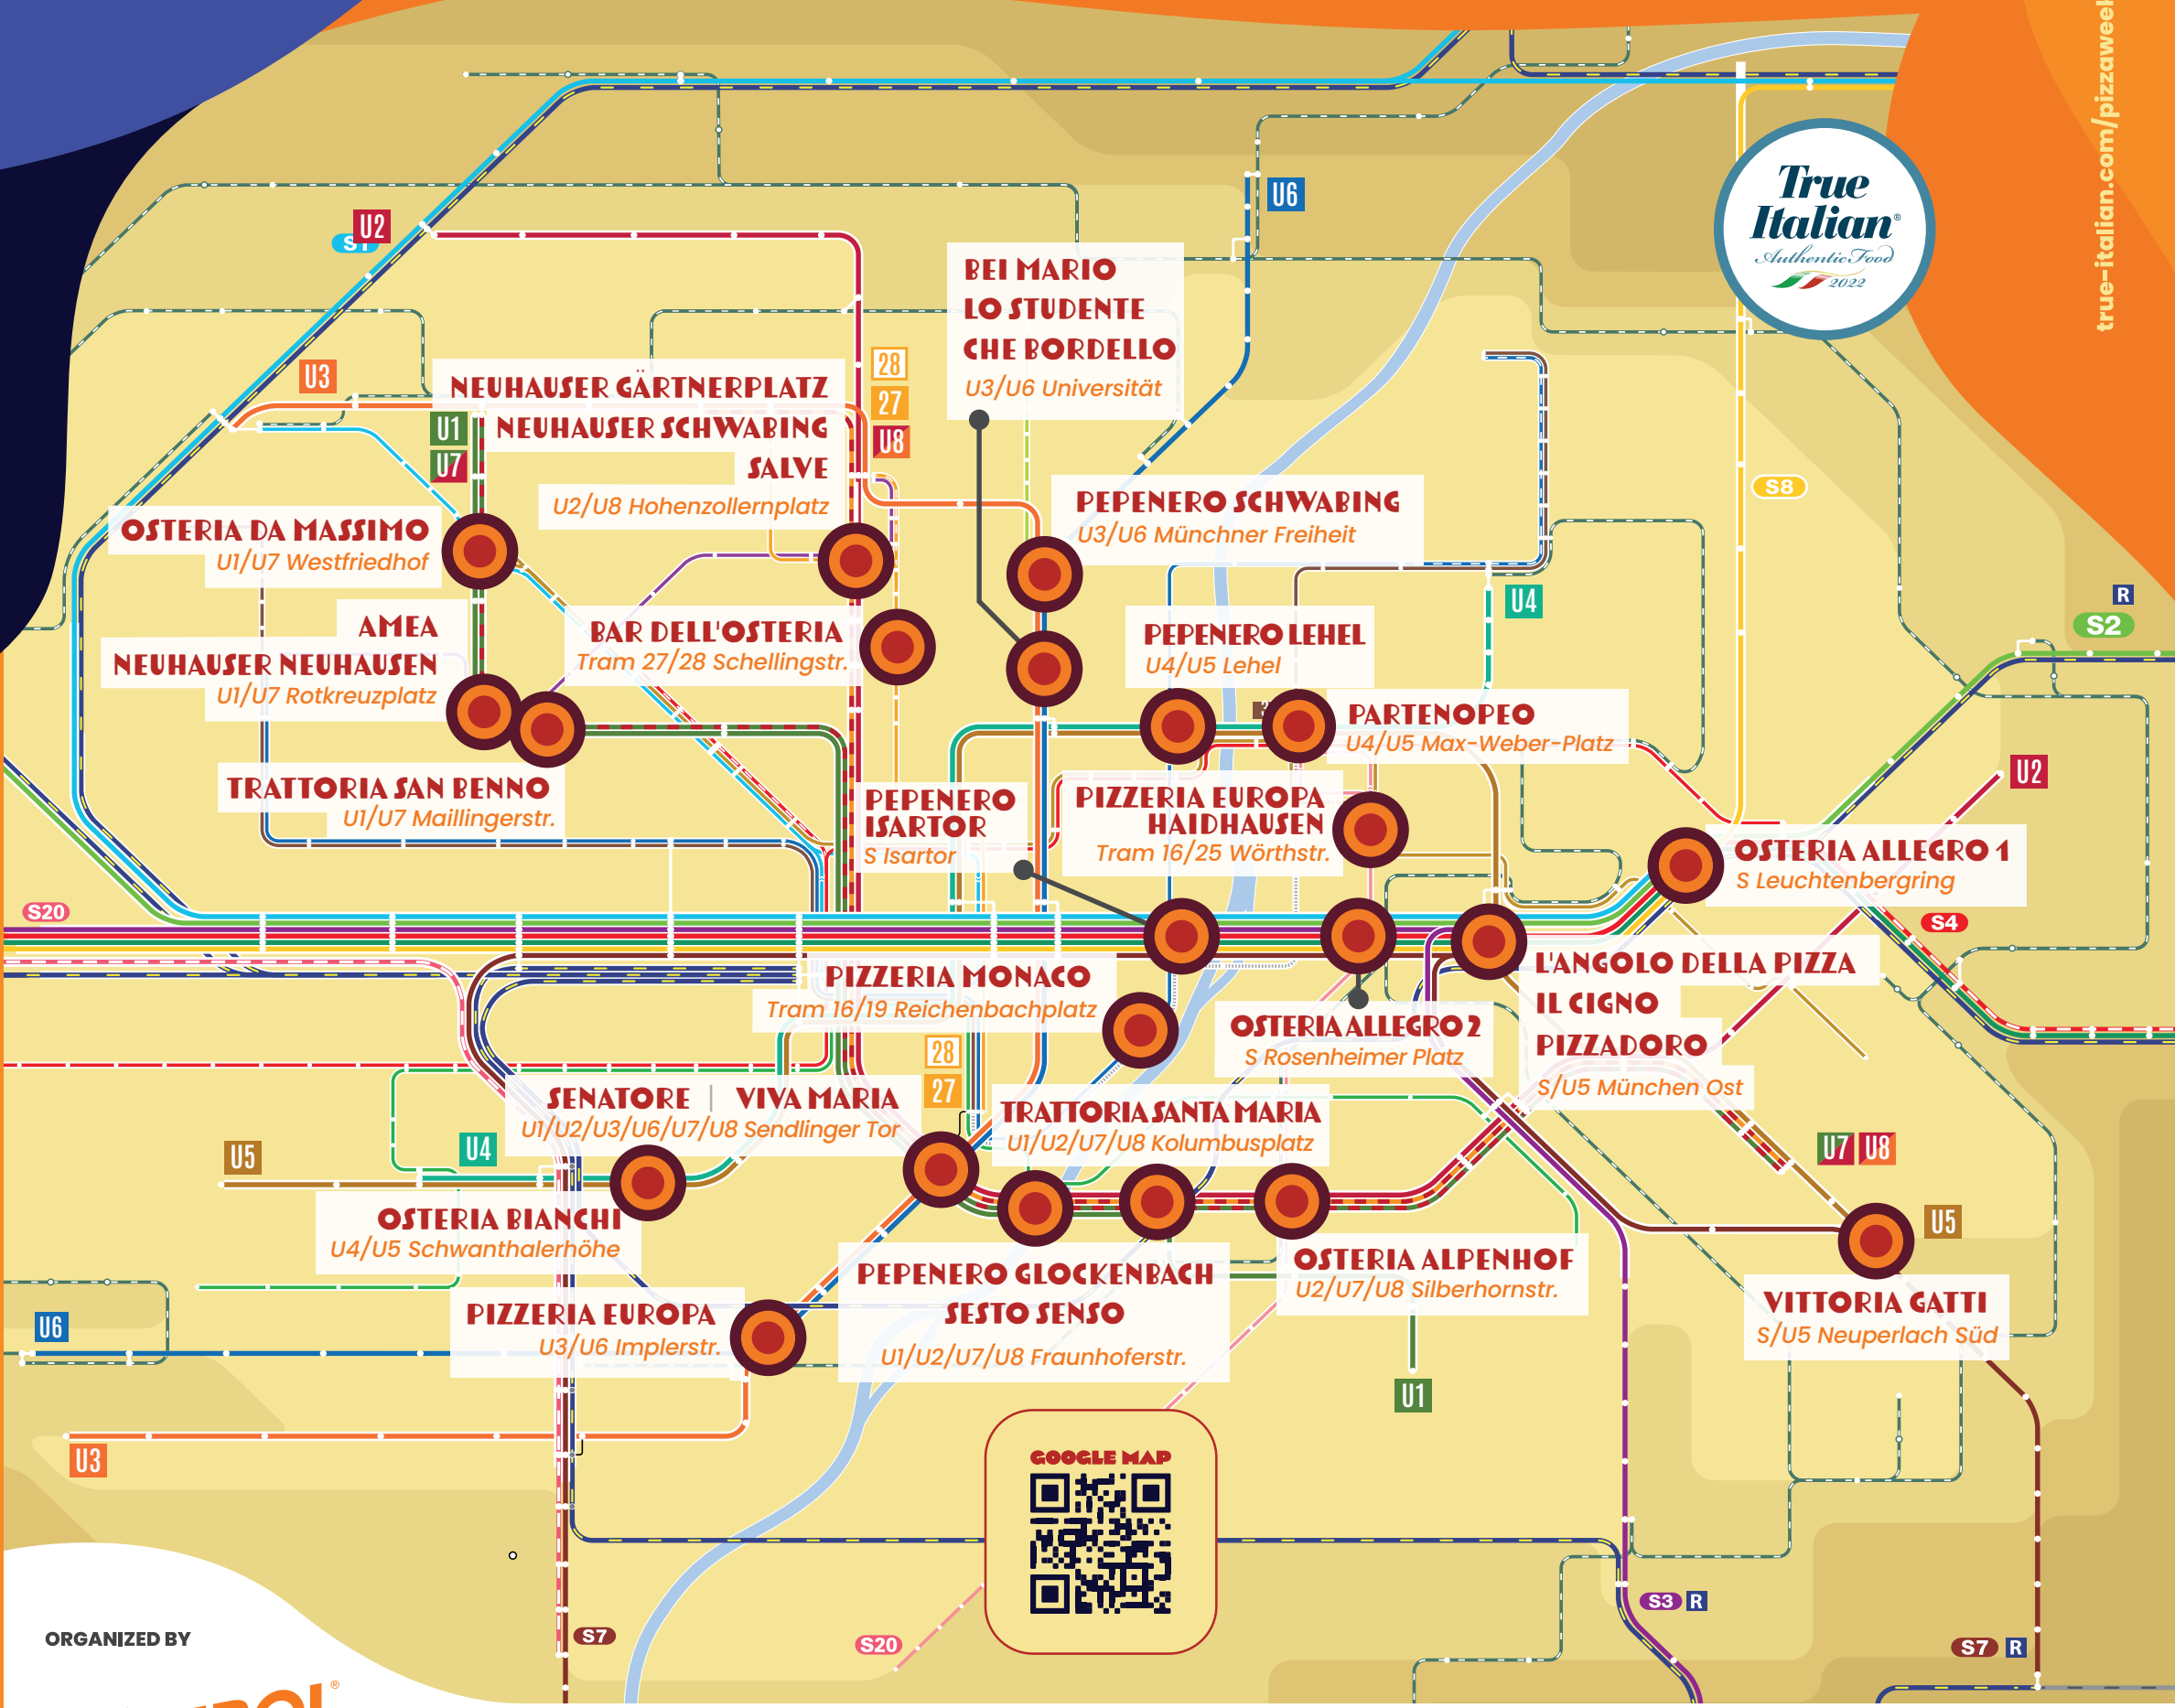 true-italian.com/pizzaweek
True
Italian®
Authentic Food
2022
U2
S1
U6
BEI MARIO
LO STUDENTE
CHE BORDELLO
U3/U6 Universität
U3
28
27
U8
NEUHAUSER GÄRTNERPLATZ
NEUHAUSER SCHWABING
SALVE
U2/U8 Hohenzollernplatz
U1
U7
S8
PEPENERO SCHWABING
U3/U6 Münchner Freiheit
OSTERIA DA MASSIMO
U1/U7 Westfriedhof
U4
R
S2
AMEA
NEUHAUSER NEUHAUSEN
U1/U7 Rotkreuzplatz
BAR DELL'OSTERIA
Tram 27/28 Schellingstr.
PEPENERO LEHEL
U4/U5 Lehel
PARTENOPEO
U4/U5 Max-Weber-Platz
U2
TRATTORIA SAN BENNO
U1/U7 Maillingerstr.
PEPENERO
ISARTOR
S Isartor
PIZZERIA EUROPA
HAIDHAUSEN
Tram 16/25 Wörthstr.
OSTERIA ALLEGRO 1
S Leuchtenbergring
S20
S4
PIZZERIA MONACO
Tram 16/19 Reichenbachplatz
OSTERIA ALLEGRO 2
S Rosenheimer Platz
L'ANGOLO DELLA PIZZA
IL CIGNO
PIZZADORO
S/U5 München Ost
28
27
SENATORE | VIVA MARIA
U1/U2/U3/U6/U7/U8 Sendlinger Tor
TRATTORIA SANTA MARIA
U1/U2/U7/U8 Kolumbusplatz
U5
U4
U7
U8
OSTERIA BIANCHI
U4/U5 Schwanthalerhöhe
U5
PEPENERO GLOCKENBACH
SESTO SENSO
U1/U2/U7/U8 Fraunhoferstr.
OSTERIA ALPENHOF
U2/U7/U8 Silberhornstr.
VITTORIA GATTI
S/U5 Neuperlach Süd
U6
PIZZERIA EUROPA
U3/U6 Implerstr.
U1
U3
GOOGLE MAP
S3
R
ORGANIZED BY
S7
S20
S7
R